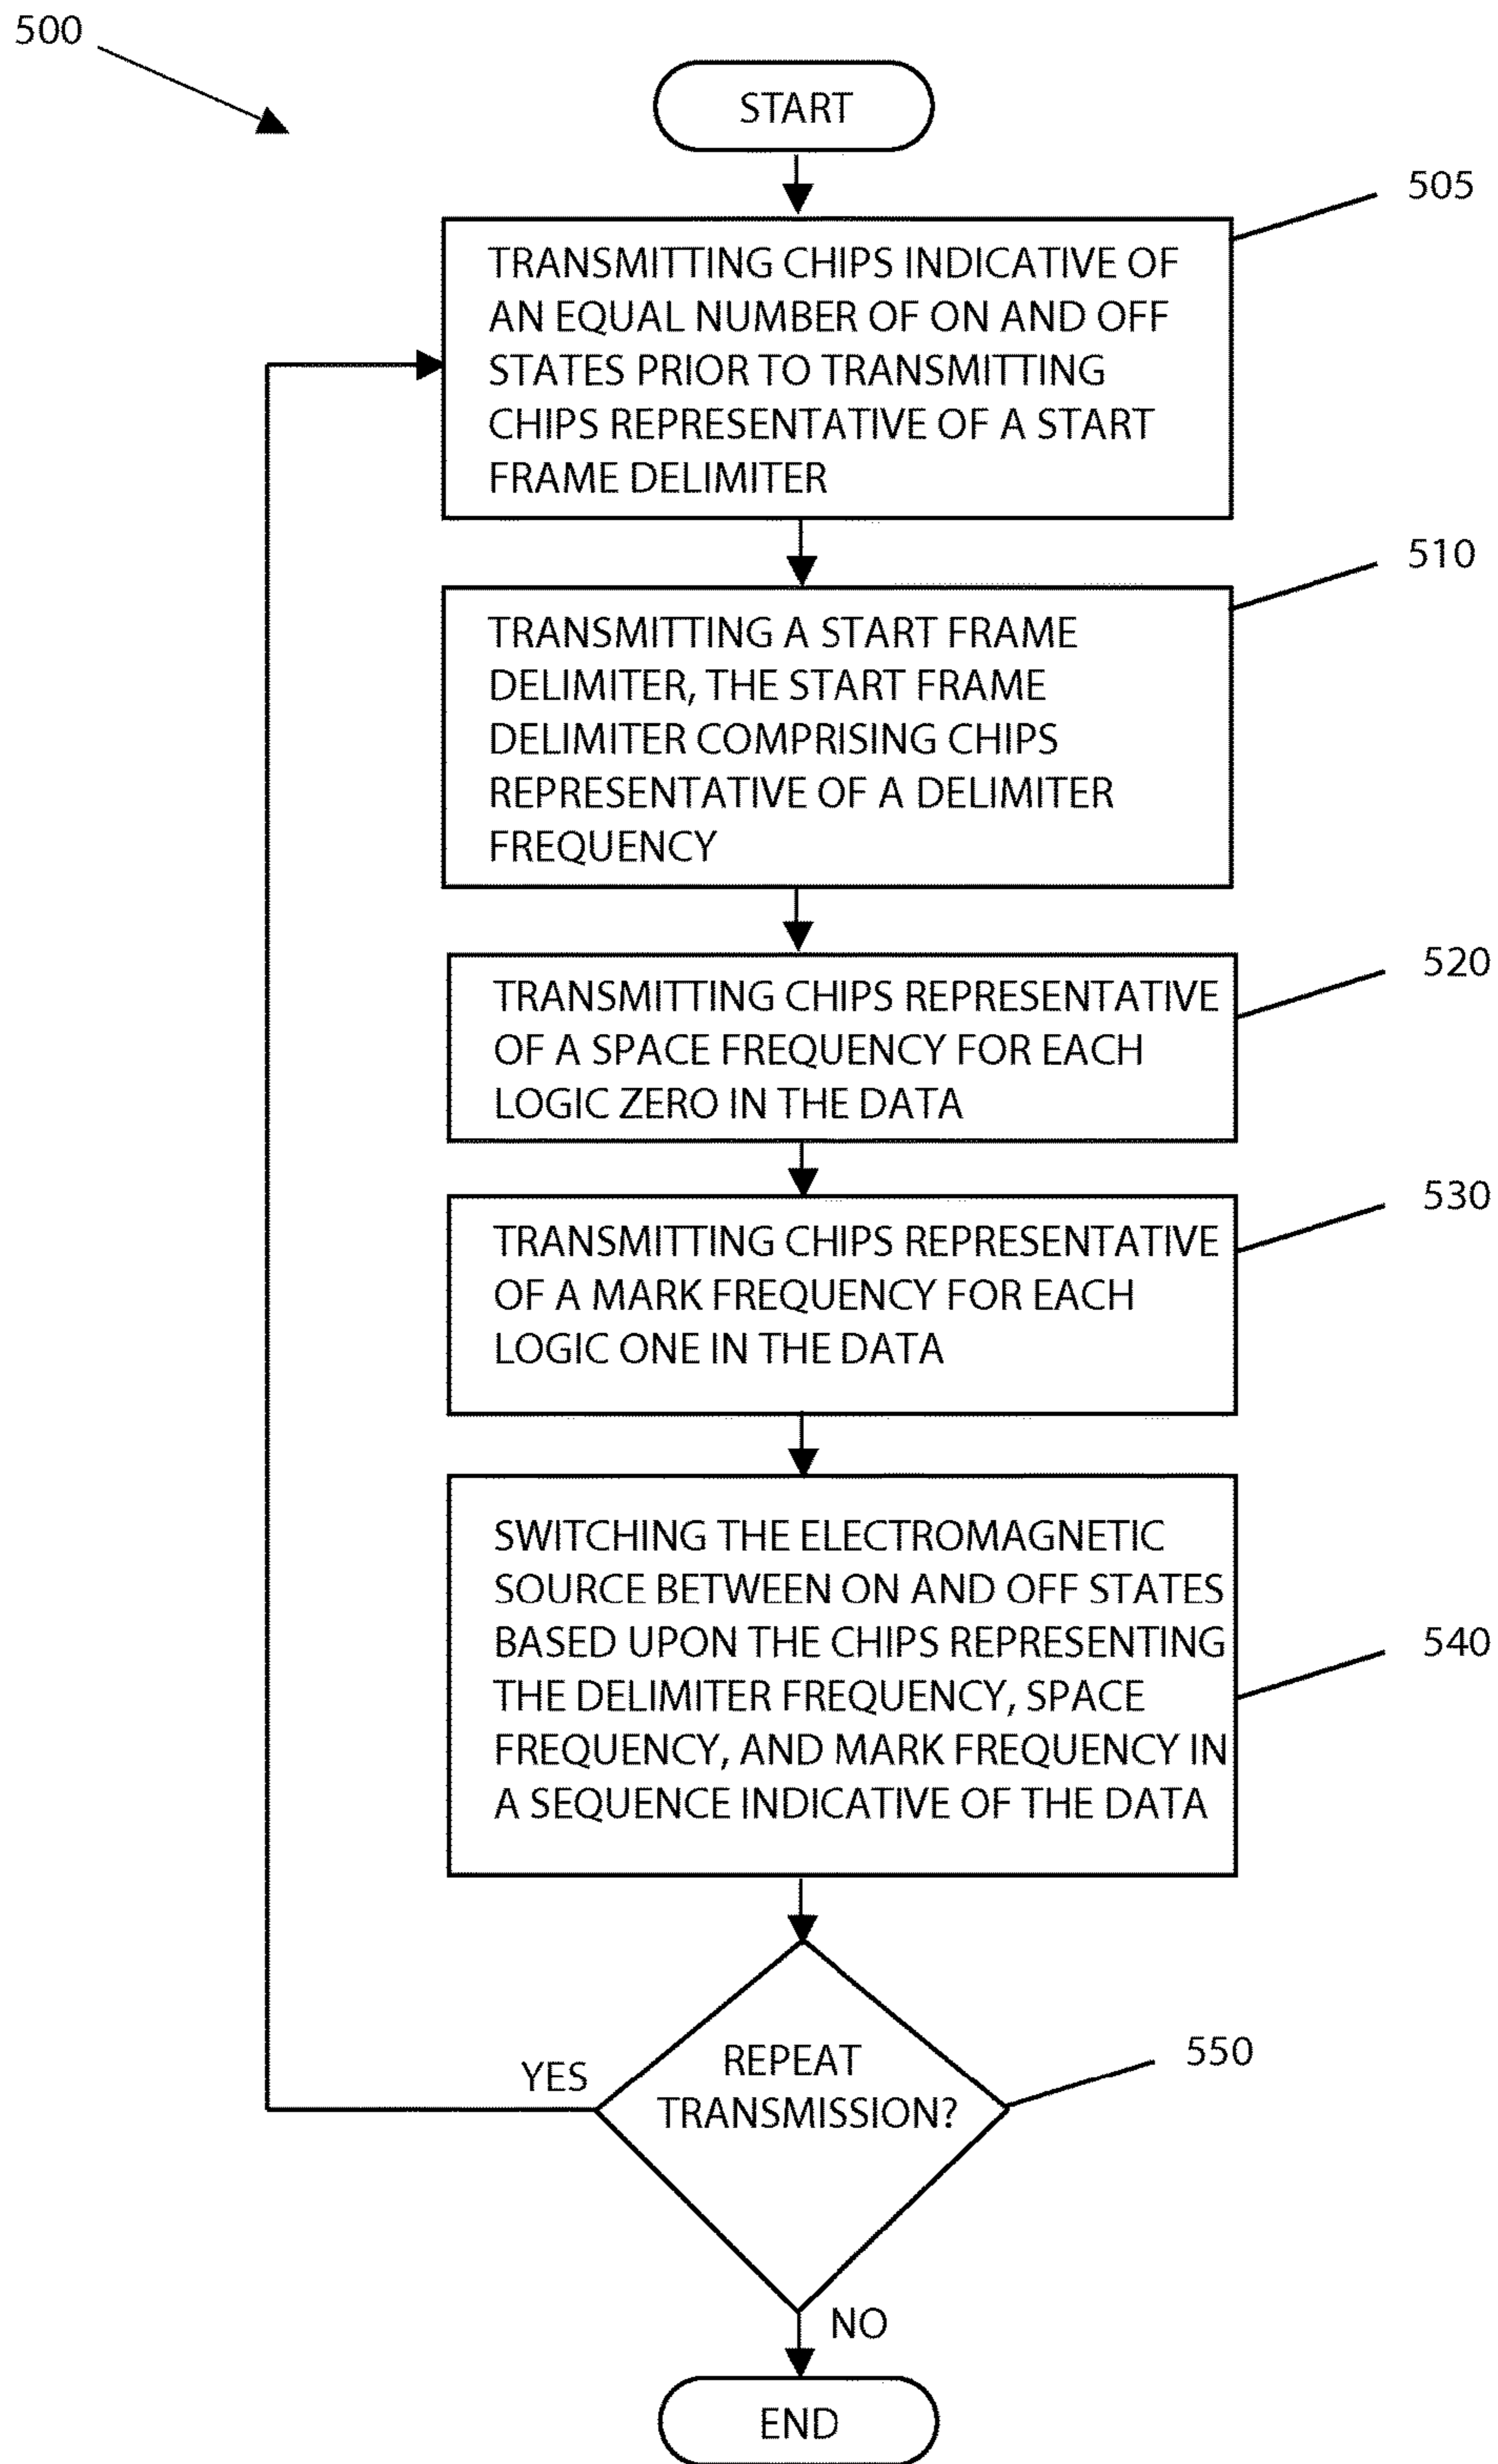 500
START
505
TRANSMITTING CHIPS INDICATIVE OF
AN EQUAL NUMBER OF ON AND OFF
STATES PRIOR TO TRANSMITTING
CHIPS REPRESENTATIVE OF A START
FRAME DELIMITER
510
TRANSMITTING A START FRAME
DELIMITER, THE START FRAME
DELIMITER COMPRISING CHIPS
REPRESENTATIVE OF A DELIMITER
FREQUENCY
520
TRANSMITTING CHIPS REPRESENTATIVE
OF A SPACE FREQUENCY FOR EACH
LOGIC ZERO IN THE DATA
530
TRANSMITTING CHIPS REPRESENTATIVE
OF A MARK FREQUENCY FOR EACH
LOGIC ONE IN THE DATA
SWITCHING THE ELECTROMAGNETIC
SOURCE BETWEEN ON AND OFF STATES
BASED UPON THE CHIPS REPRESENTING
540
THE DELIMITER FREQUENCY, SPACE
FREQUENCY, AND MARK FREQUENCY IN
A SEQUENCE INDICATIVE OF THE DATA
REPEAT
TRANSMISSION?
550
YES
NO
END